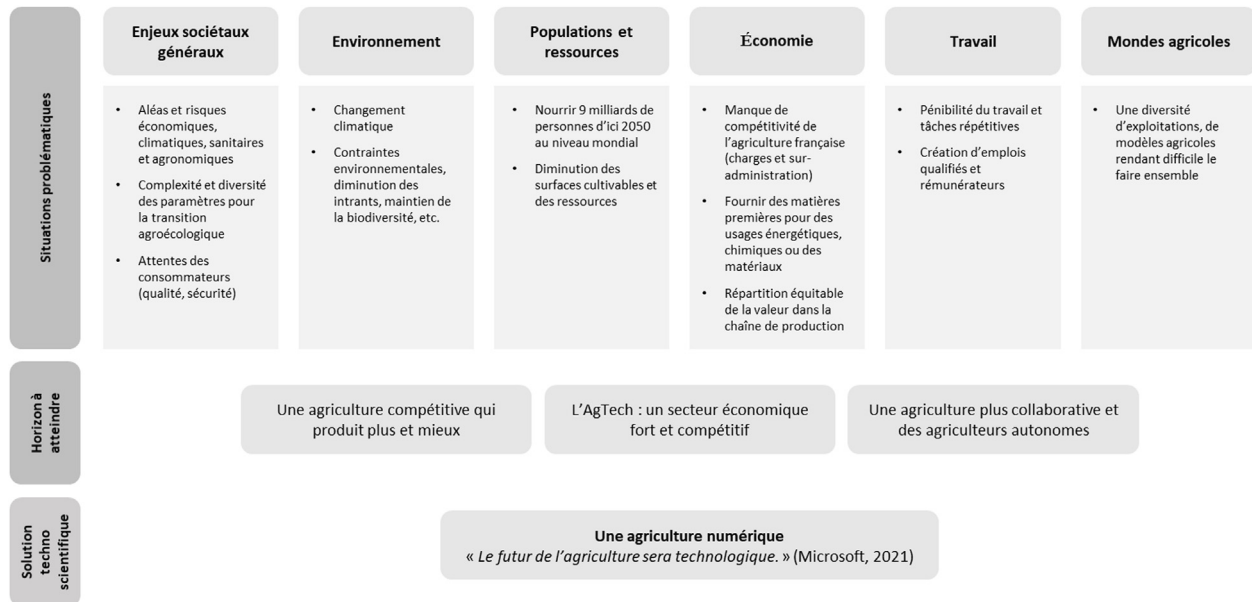 Situations problématiques
Enjeux sociétaux
généraux
• Aléas et risques
économiques,
climatiques, sanitaires
et agronomiques
• Complexité et diversité
des paramètres pour
la transition
agroécologique
• Attentes des
consommateurs
(qualité, sécurité)
Environnement
• Changement
climatique
• Contraintes
environnementales,
diminution des
intrants, maintien de
la biodiversité, etc.
Populations et
ressources
• Nourrir 9 milliards de
personnes d'ici 2050
au niveau mondial
• Diminution des
surfaces cultivables et
des ressources
Économie
• Manque de
compétitivité de
l'agriculture française
(charges et sur-
administration)
• Fournir des matières
premières pour des
usages énergétiques,
chimiques ou des
matériaux
• Répartition équitable
de la valeur dans la
chaîne de production
Travail
• Pénibilité du travail et
tâches répétitives
• Création d'emplois
qualifiés et
rémunérateurs
Mondes agricoles
• Une diversité
d'exploitations, de
modèles agricoles
rendant difficile le
faire ensemble
Horizon à
atteindre
Une agriculture compétitive qui
produit plus et mieux
L'AgTech : un secteur économique
fort et compétitif
Une agriculture plus collaborative et
des agriculteurs autonomes
Solution
techno
scientifique
Une agriculture numérique
« Le futur de l'agriculture sera technologique. » (Microsoft, 2021)